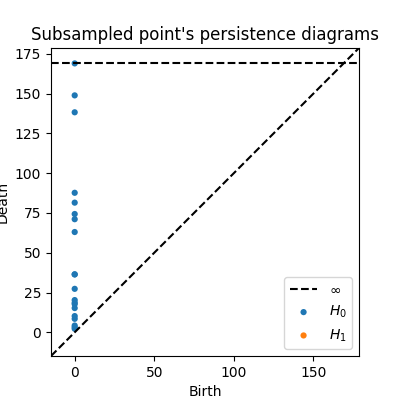 Subsampled point's persistence diagrams
175
150
125
100
75
50
25
0
Death
0
50
100
150
Birth
∞
H₀
H₁